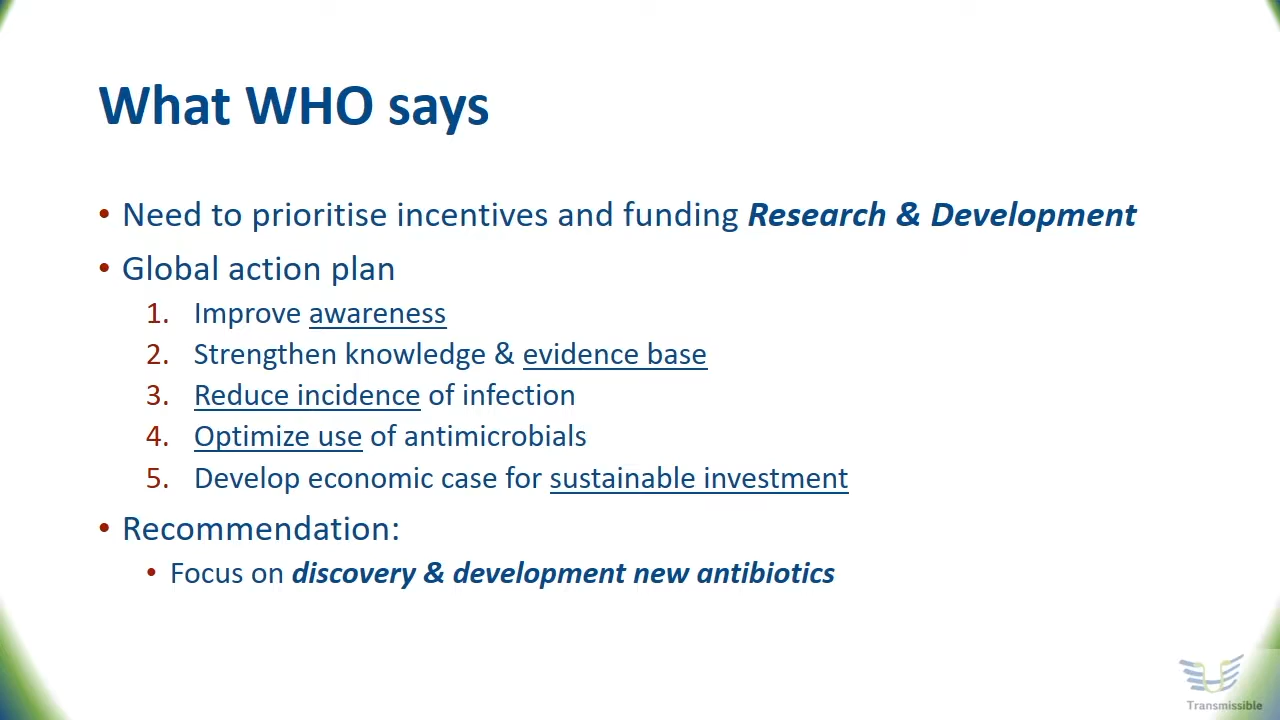 What WHO says
• Need to prioritise incentives and funding Research & Development
• Global action plan
1. Improve awareness
2. Strengthen knowledge & evidence base
3. Reduce incidence of infection
4. Optimize use of antimicrobials
5. Develop economic case for sustainable investment
• Recommendation:
• Focus on discovery & development new antibiotics
Transmissible